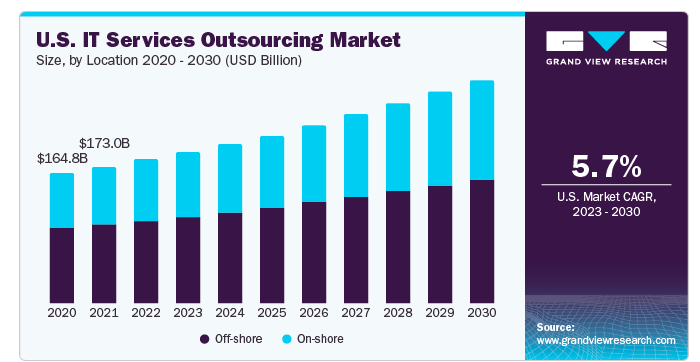 U.S. IT Services Outsourcing Market
Size, by Location 2020 - 2030 (USD Billion)
$164.8B
$173.0B
2020 2021 2022 2023 2024 2025 2026 2027 2028 2029 2030
Off-shore On-shore
GRAND VIEW RESEARCH
5.7%
U.S. Market CAGR,
2023 - 2030
Source:
www.grandviewresearch.com